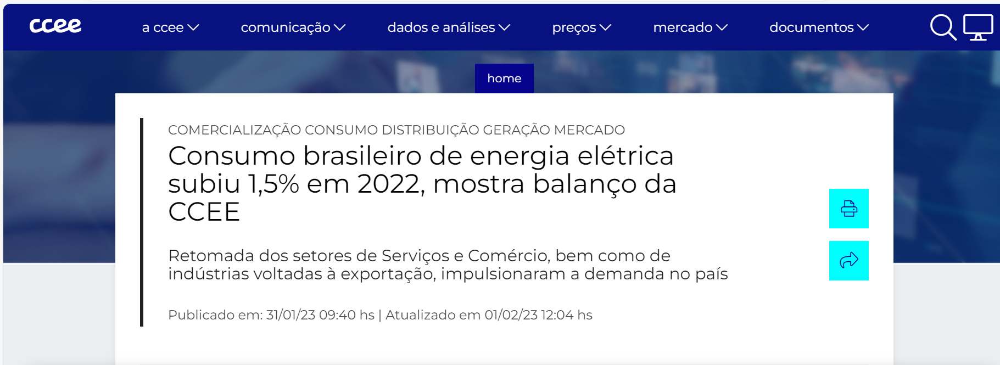 ccee
a ccee
comunicação
dados e análises
preços
mercado
documentos
home
COMERCIALIZAÇÃO CONSUMO DISTRIBUIÇÃO GERAÇÃO MERCADO
Consumo brasileiro de energia elétrica
subiu 1,5% em 2022, mostra balanço da
CCEE
Retomada dos setores de Serviços e Comércio, bem como de
indústrias voltadas à exportação, impulsionaram a demanda no país
Publicado em: 31/01/23 09:40 hs | Atualizado em 01/02/23 12:04 hs